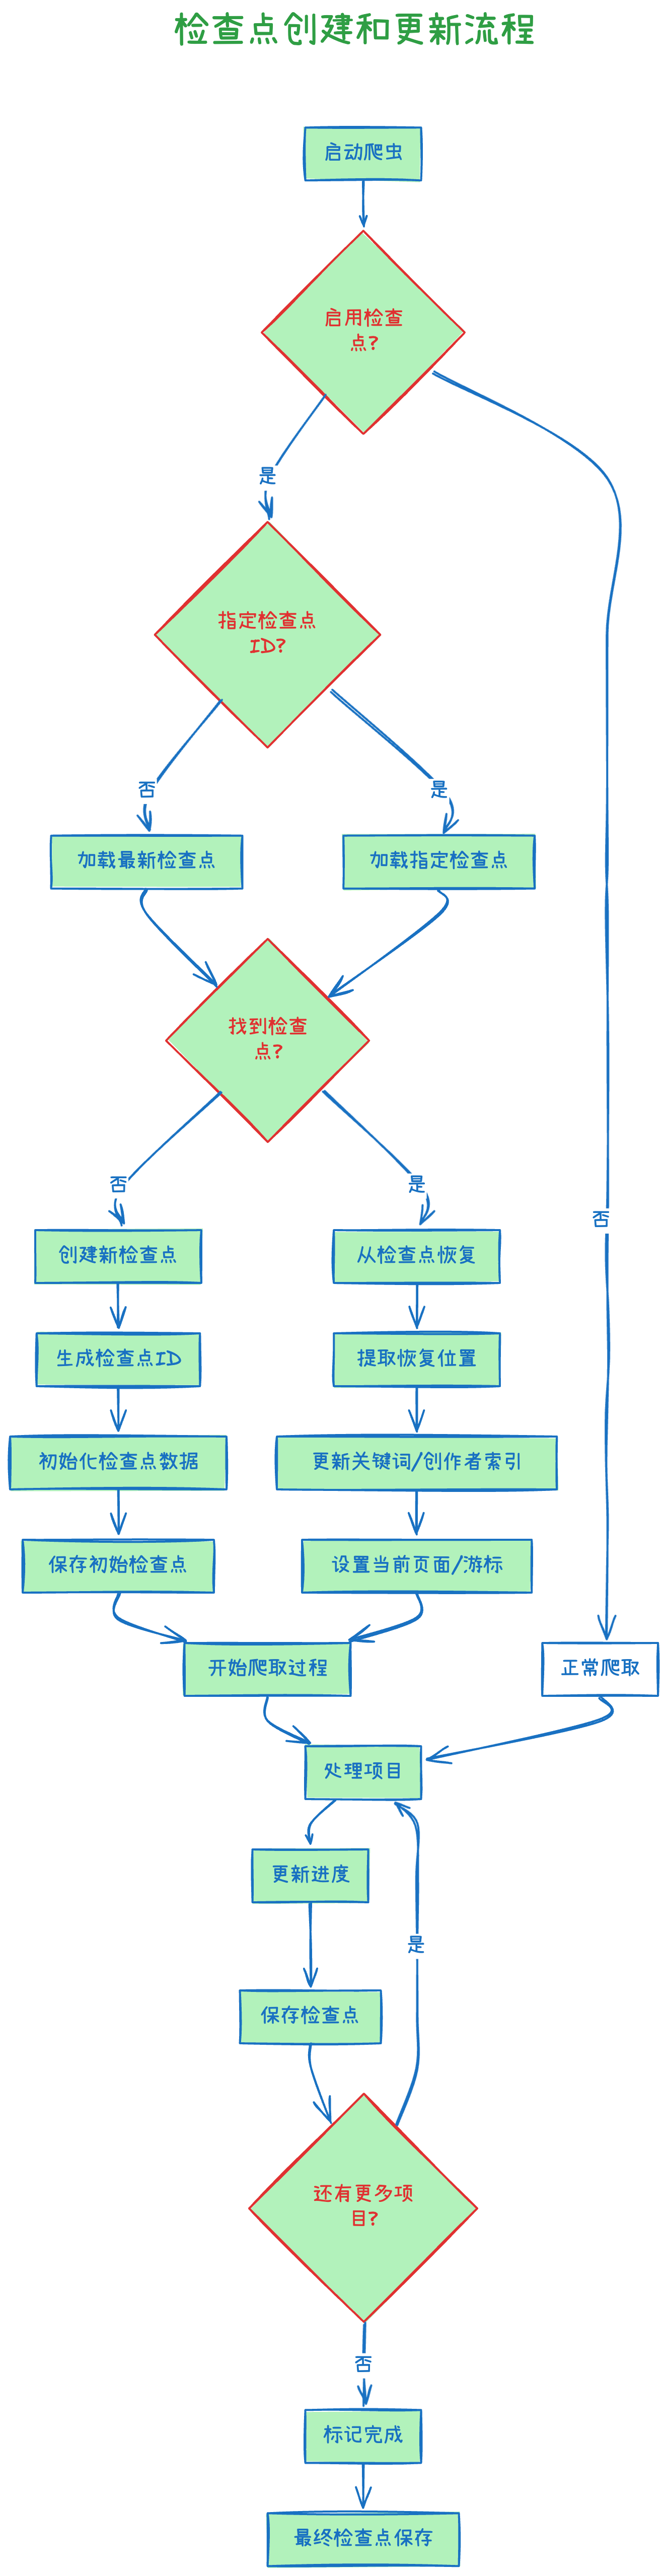 检查点创建和更新流程
启动爬虫
启用检查
点?
是
指定检查点
ID?
否
是
加载最新检查点
加载指定检查点
找到检查
点?
否
是
否
创建新检查点
从检查点恢复
生成检查点ID
提取恢复位置
初始化检查点数据
更新关键词/创作者索引
保存初始检查点
设置当前页面/游标
开始爬取过程
正常爬取
处理项目
更新进度
是
保存检查点
还有更多项
目?
否
标记完成
最终检查点保存